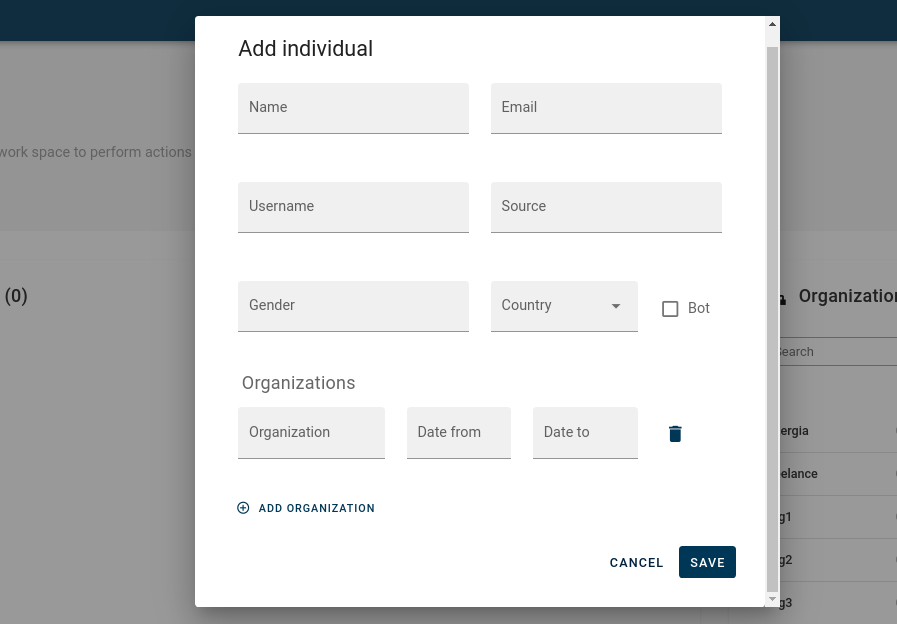 Add individual
Name
Email
work space to perform actions
Username
Source
(0)
Organization
Gender
Country
Bot
Search
Organizations
Organization
Date from
Date to
ergia
elance
ADD ORGANIZATION
g1
CANCEL
SAVE
g2
g3